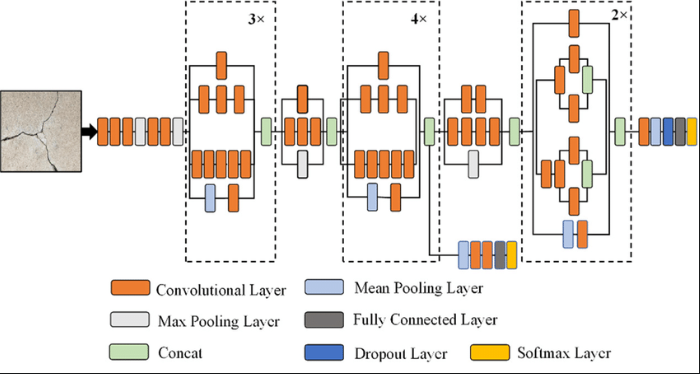 3×
4×
2×
Convolutional Layer
Mean Pooling Layer
Max Pooling Layer
Fully Connected Layer
Concat
Dropout Layer
Softmax Layer